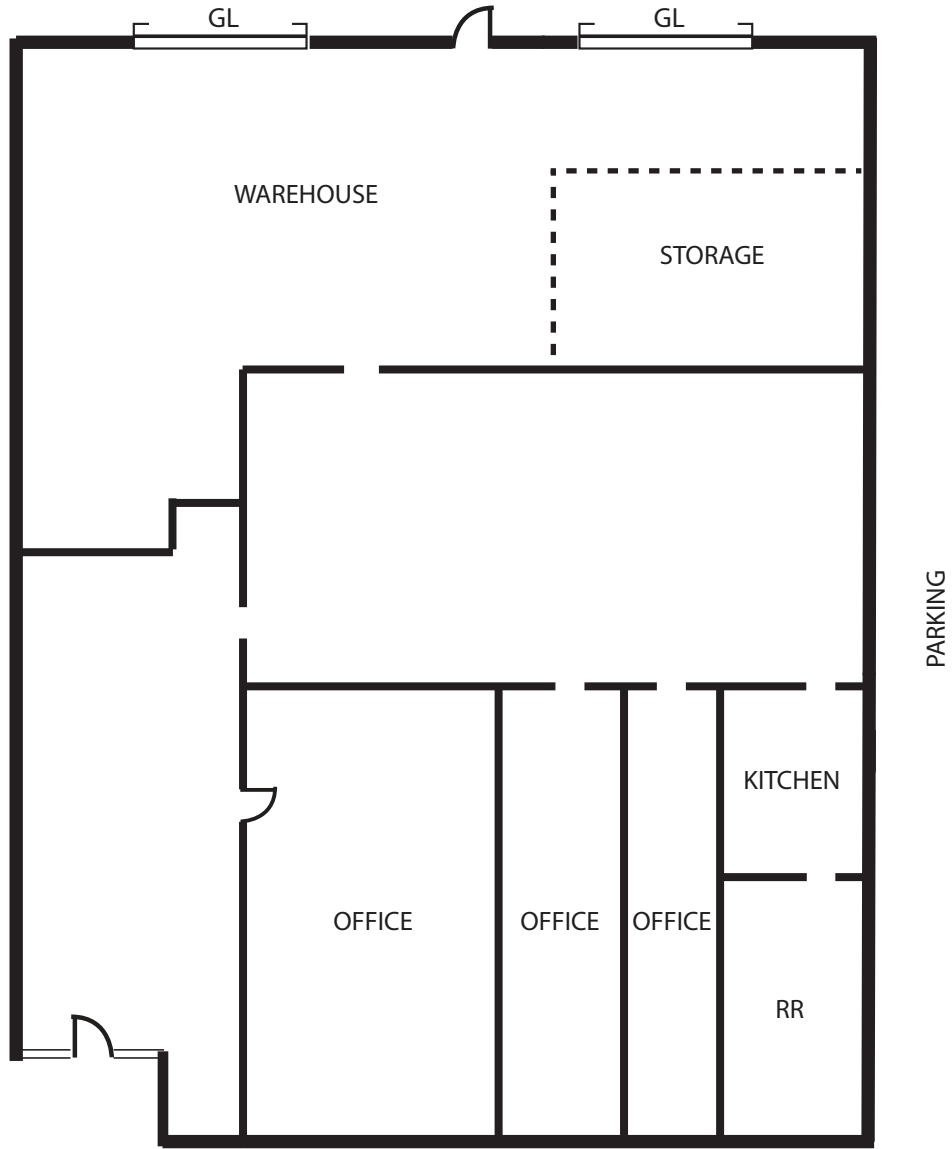 GL
GL
WAREHOUSE
STORAGE
PARKING
KITCHEN
OFFICE
OFFICE
OFFICE
RR